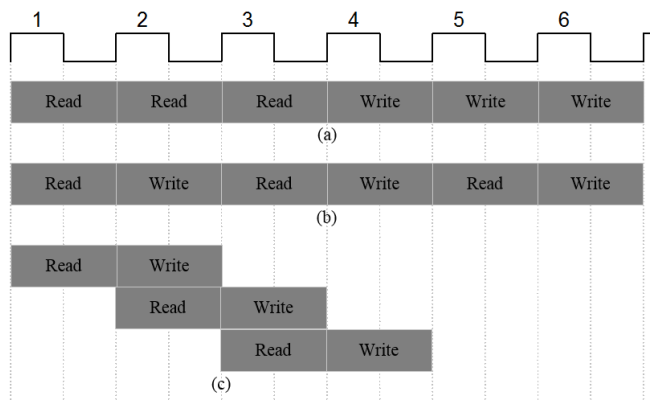 1 2 3 4 5 6
Read Read Read Write Write Write
(a)
Read Write Read Write Read Write
(b)
Read Write
Read Write
Read Write
(c)